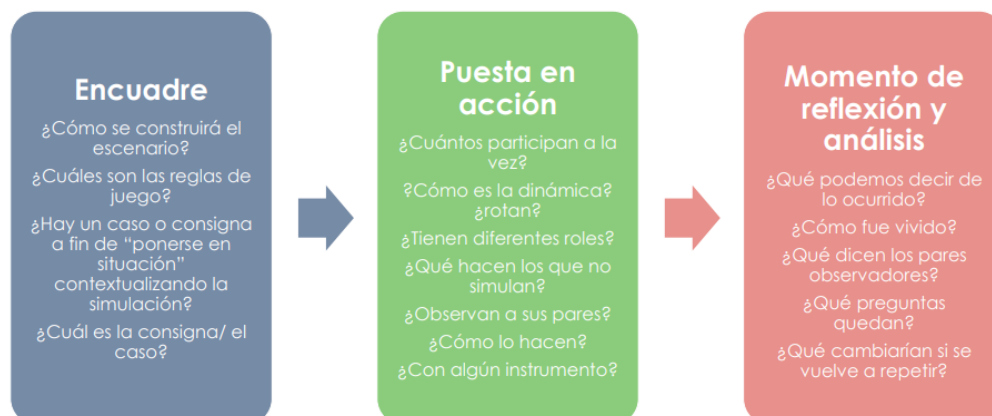 Encuadre
¿Cómo se construirá el
escenario?
¿Cuáles son las reglas de
juego?
¿Hay un caso o consigna
a fin de “ponerse en
situación”
contextualizando la
simulación?
¿Cuál es la consigna/ el
caso?
Puesta en
acción
¿Cuántos participan a la
vez?
?Cómo es la dinámica?
¿rotan?
¿Tienen diferentes roles?
¿Qué hacen los que no
simulan?
¿Observan a sus pares?
¿Cómo lo hacen?
¿Con algún instrumento?
Momento de
reflexión y
análisis
¿Qué podemos decir de
lo ocurrido?
¿Cómo fue vivido?
¿Qué dicen los pares
observadores?
¿Qué preguntas
quedan?
¿Qué cambiarían si se
vuelve a repetir?